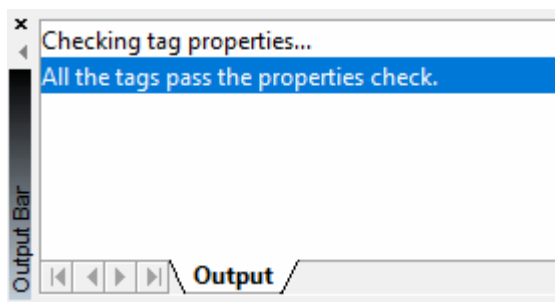 Checking tag properties...
All the tags pass the properties check.
Output Bar
Output